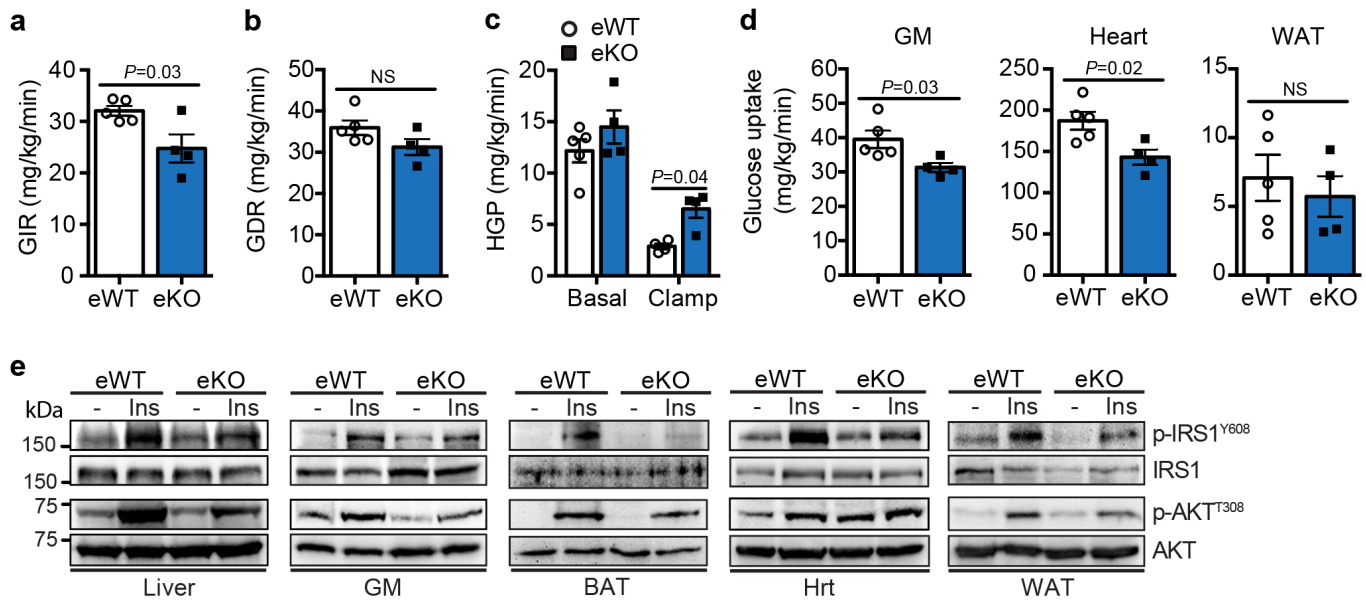 a
P=0.03
GIR (mg/kg/min)
40
30
20
10
0
eWT
eKO
b
NS
GDR (mg/kg/min)
50
40
30
20
10
0
eWT
eKO
c
eWT
eKO
P=0.04
HGP (mg/kg/min)
20
15
10
5
0
Basal
Clamp
d
GM
P=0.03
Glucose uptake
(mg/kg/min)
60
50
40
30
20
10
0
eWT
eKO
Heart
P=0.02
250
200
150
100
50
0
eWT
eKO
WAT
NS
15
10
5
0
eWT
eKO
e
eWT eKO eWT eKO eWT eKO eWT eKO eWT eKO
kDa - Ins - Ins - Ins - Ins - Ins - Ins - Ins - Ins - Ins - Ins
150 p-IRS1Y608
150 IRS1
75 p-AKTT308
75 AKT
Liver GM BAT Hrt WAT